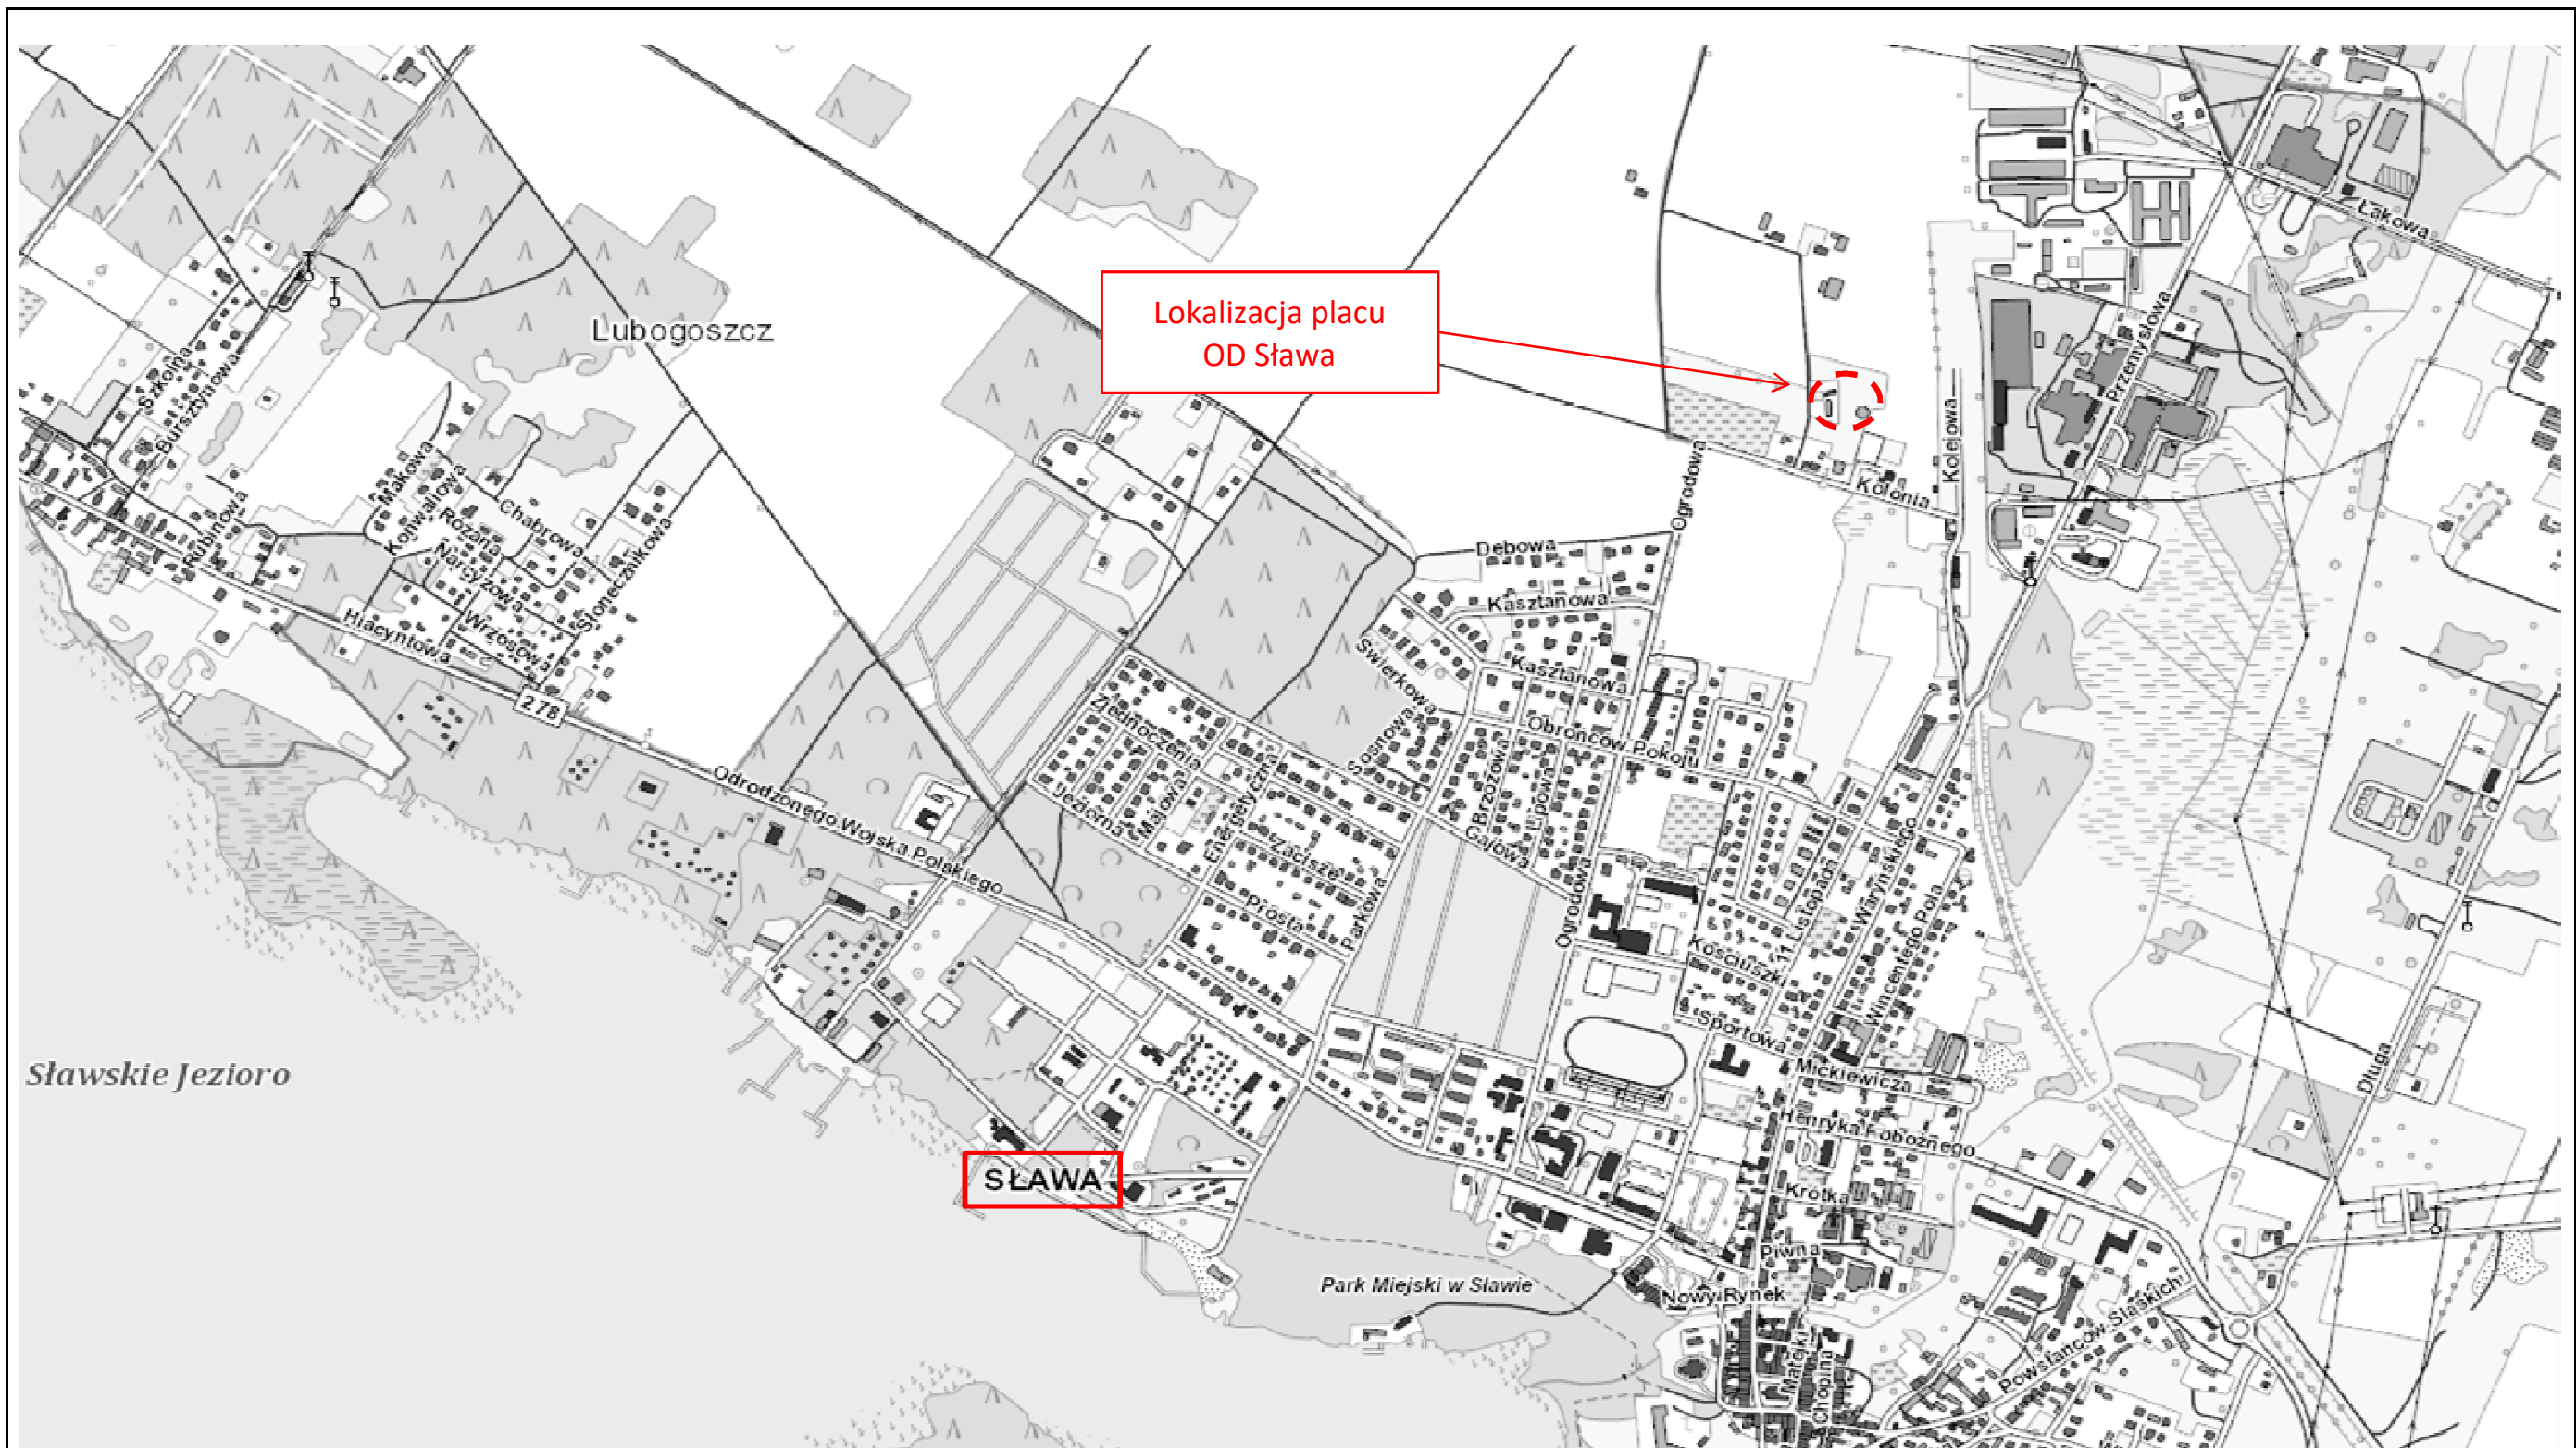 Łąkowa
Lubogoszcz
Lokalizacja placu
OD Sława
Przemysłowa
Szkolna
Bursztynowa
Kolejowa
Kolonia
Ogrodowa
Makowa
Konwaliowa
Różana
Chabrowa
Rubinowa
Nargyzowa
Słonecznikowa
Wrzosowa
Hiacyntowa
278
Dębowa
Kasztanowa
Świerkowa
Kasztanowa
Sosnowa
Obrońców Pokoju
Zjednoczenia
Jeziorna
Majowa
Energetyczna
Zacisze
Prosta
Parkowa
Brzozowa
Lipowa
Gajowa
Ogrodowa
Odrodzonego Wojska Polskiego
11 Listopada
Waryńskiego
Wincentego Pola
Kościuszki
Sportowa
Mickiewicza
Henryka Pobożnego
Długa
Sławskie Jezioro
SŁAWA
Krótka
Piwna
Park Miejski w Sławie
Nowy Rynek
Matejki
Chopina
Powstańców Śląskich